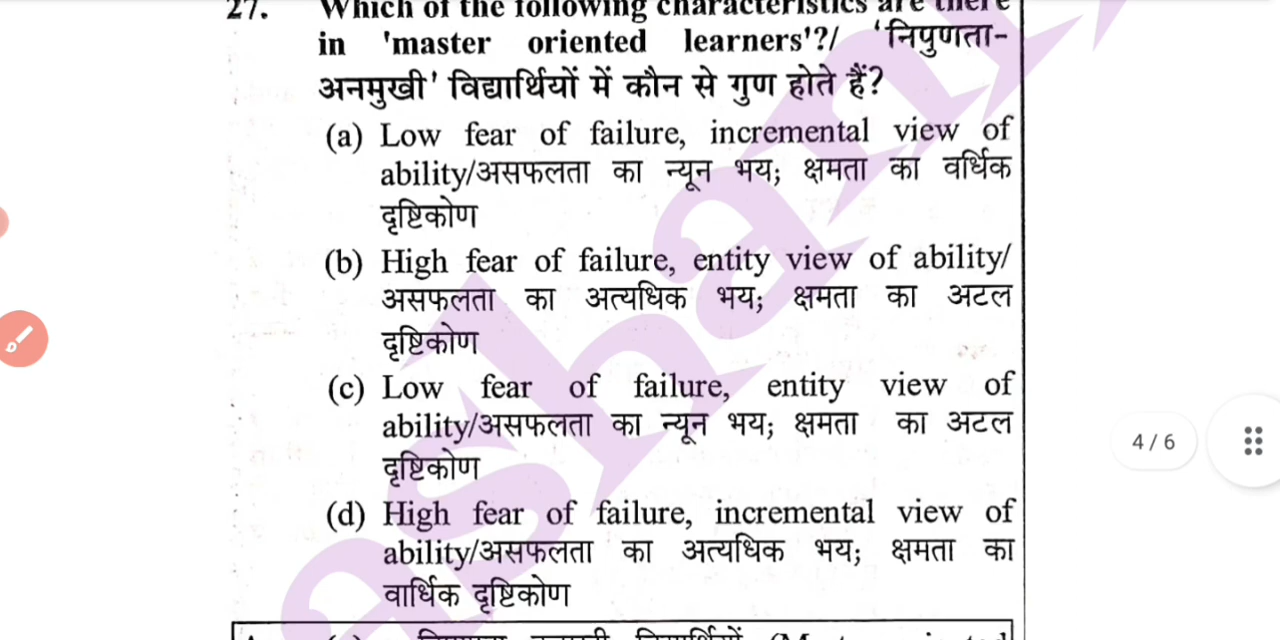 27. Which of the following characteristics are there
in 'master oriented learners'?/ 'निपुणता-
अनमुखी' विद्यार्थियों में कौन से गुण होते हैं?
(a) Low fear of failure, incremental view of
ability/असफलता का न्यून भय; क्षमता का वर्धिक
दृष्टिकोण
(b) High fear of failure, entity view of ability/
असफलता का अत्यधिक भय; क्षमता का अटल
दृष्टिकोण
(c) Low fear of failure, entity view of
ability/असफलता का न्यून भय; क्षमता का अटल
दृष्टिकोण
(d) High fear of failure, incremental view of
ability/असफलता का अत्यधिक भय; क्षमता का
वार्धिक दृष्टिकोण
4 / 6